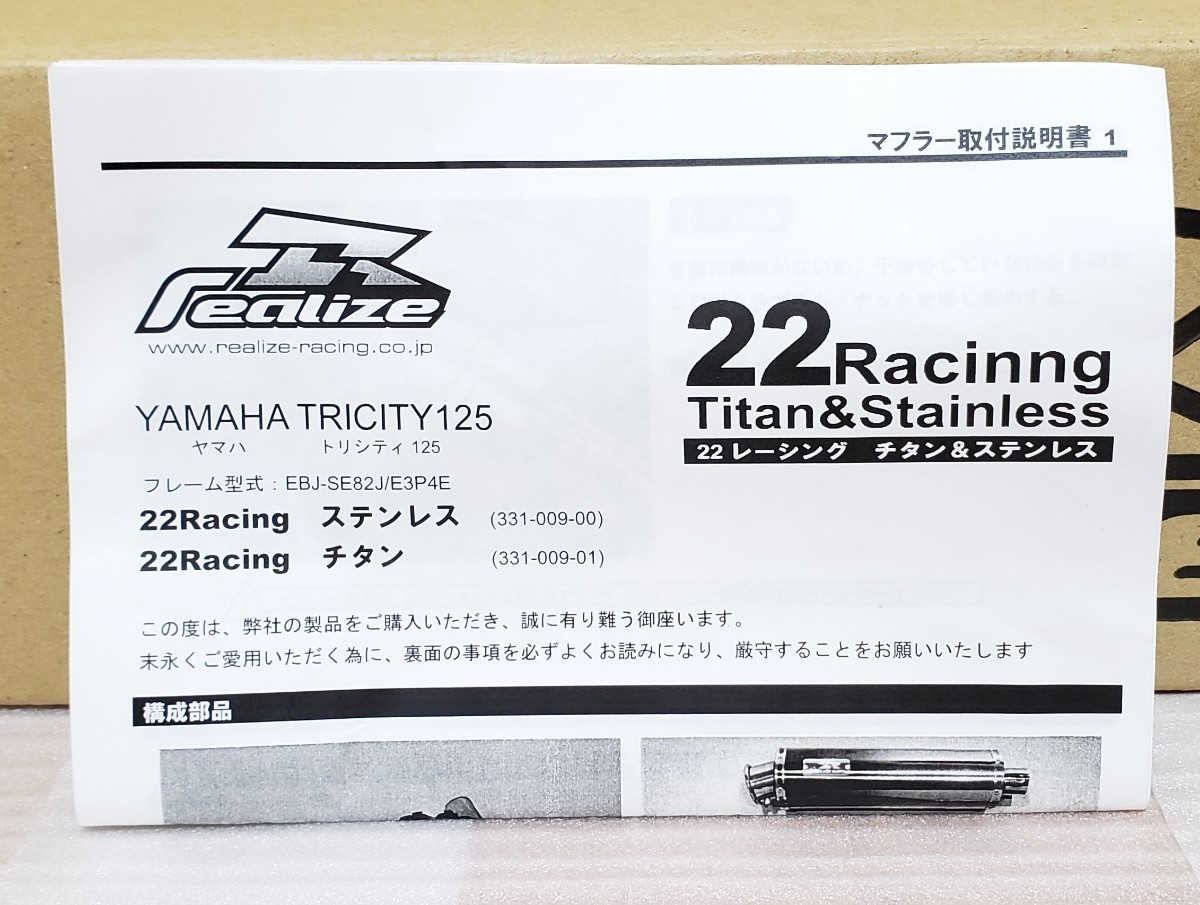 マフラー取付説明書 1
realize
www.realize-racing.co.jp
22Racinng
Titan&Stainless
22 レーシング チタン＆ステンレス
YAMAHA TRICITY125
ヤマハ トリシティ 125
フレーム型式 : EBJ-SE82J/E3P4E
22Racing ステンレス (331-009-00)
22Racing チタン (331-009-01)
この度は、弊社の製品をご購入いただき、誠に有り難う御座います。
末永くご愛用いただく為に、裏面の事項を必ずよくお読みになり、厳守することをお願いいたします
構成部品